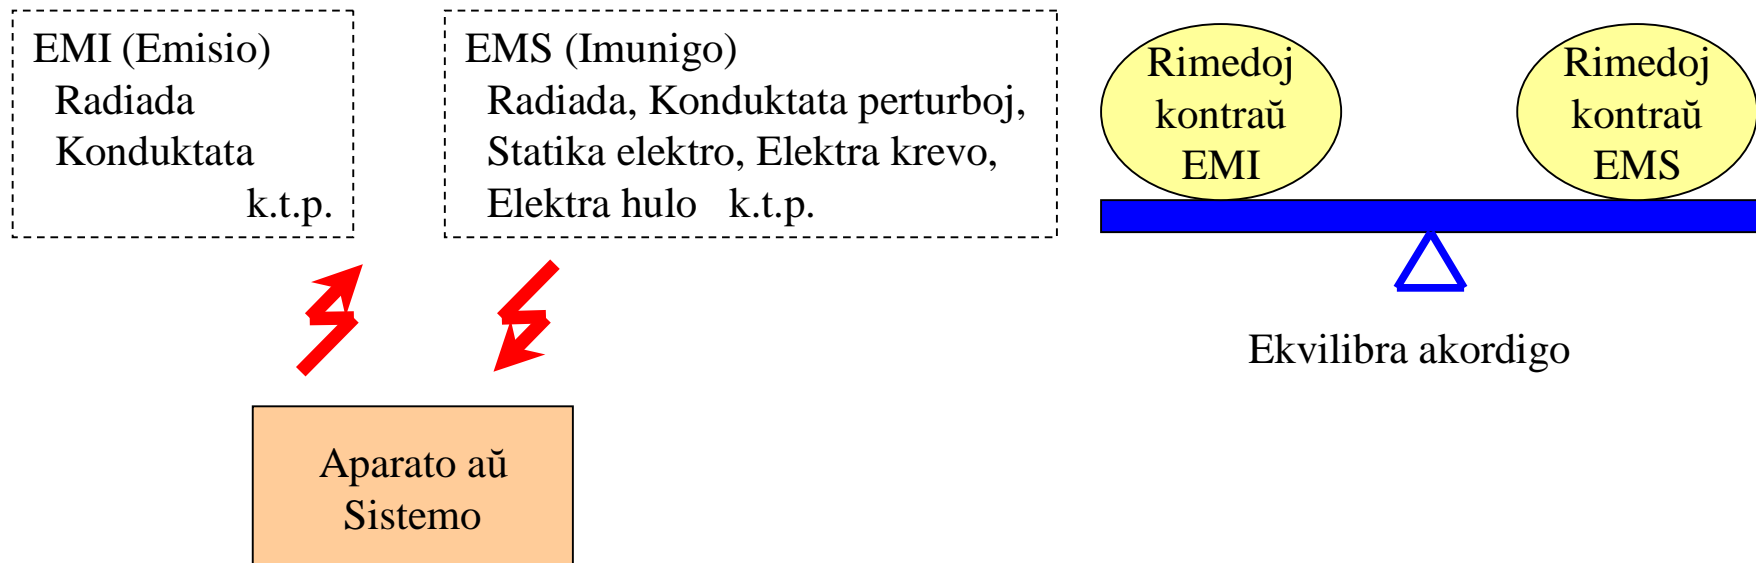 EMI (Emisio)
Radiada
Konduktata
k.t.p.
EMS (Imunigo)
Radiada, Konduktata perturboj,
Statika elektro, Elektra krevo,
Elektra hulo k.t.p.
Rimedoj
kontraŭ
EMI
Rimedoj
kontraŭ
EMS
Ekvilibra akordigo
Aparato aŭ
Sistemo